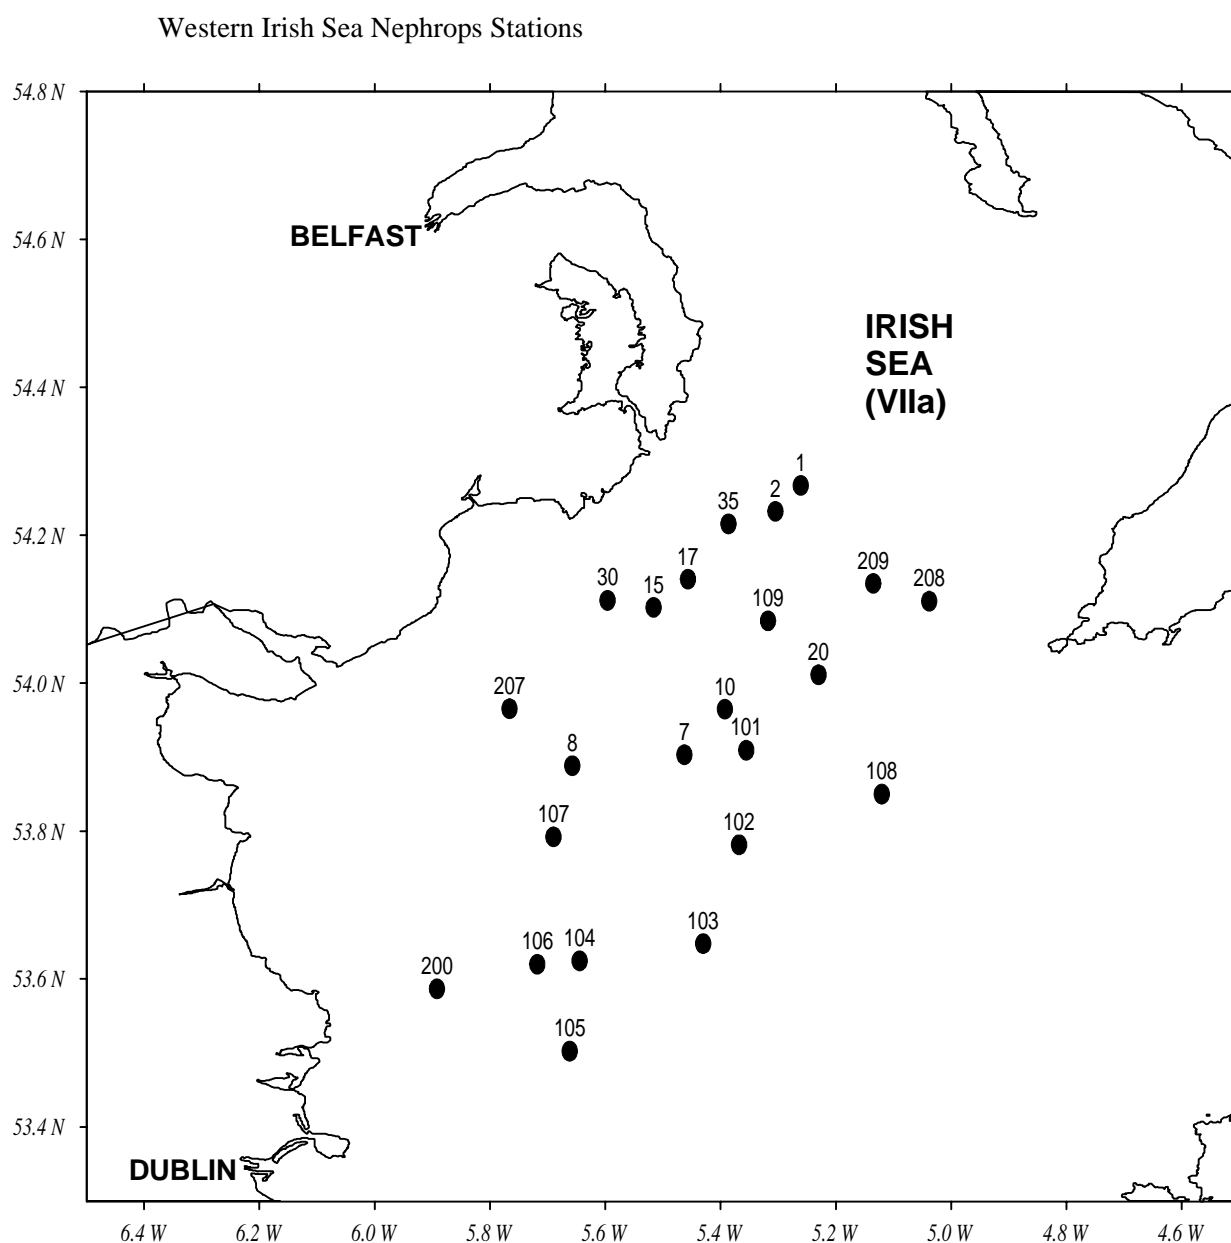 Western Irish Sea Nephrops Stations
54.8 N
BELFAST
54.6 N
IRISH
SEA
(VIIa)
54.4 N
1
2
35
54.2 N
17
209
30
15
208
109
20
54.0 N
207
10
101
7
8
108
107
102
53.8 N
103
104
106
200
53.6 N
105
53.4 N
DUBLIN
6.4 W
6.2 W
6.0 W
5.8 W
5.6 W
5.4 W
5.2 W
5.0 W
4.8 W
4.6 W